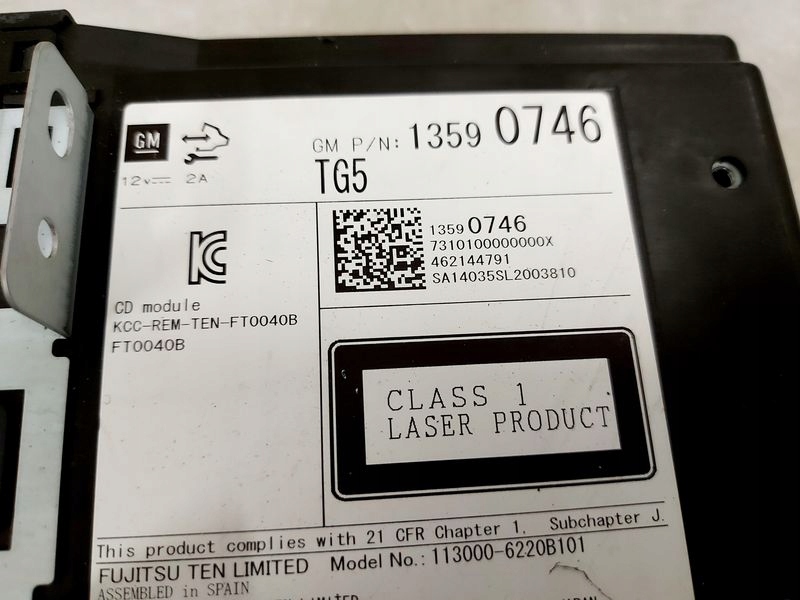 GM
GM P/N: 1359 0746
12V 2A
TG5
1359 0746
7310100000000X
462144791
SA14035SL2003810
CD module
KCC-REM-TEN-FT0040B
FT0040B
CLASS 1
LASER PRODUCT
This product complies with 21 CFR Chapter 1, Subchapter J.
FUJITSU TEN LIMITED Model No.: 113000-6220B101
ASSEMBLED in SPAIN